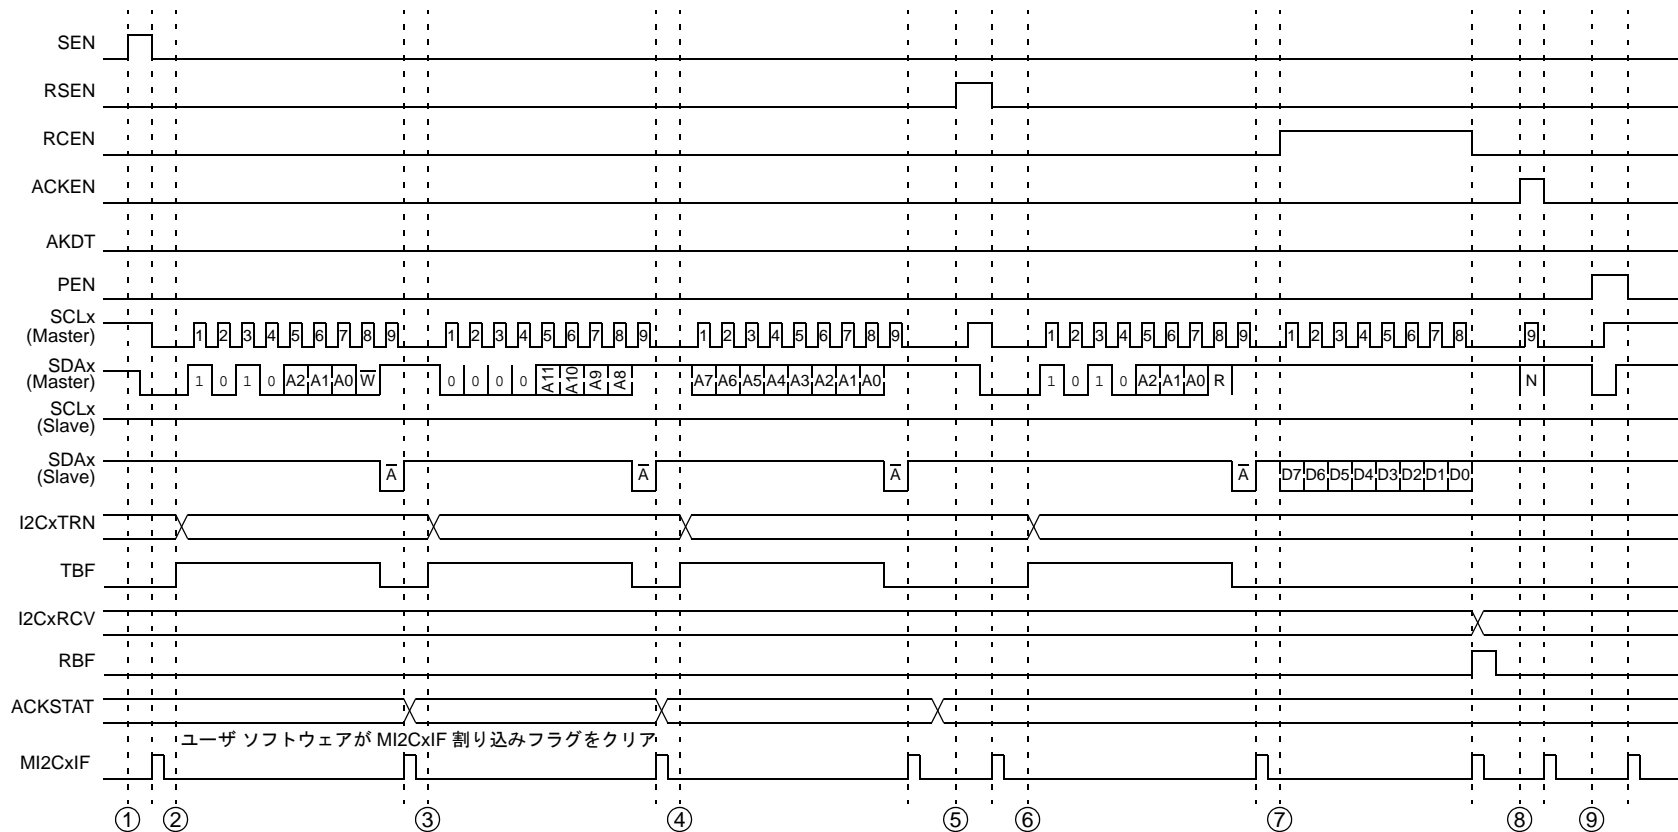 SEN
RSEN
RCEN
ACKEN
AKDT
PEN
SCLx
(Master)
1 2 3 4 5 6 7 8 9 1 2 3 4 5 6 7 8 9 1 2 3 4 5 6 7 8 9 1 2 3 4 5 6 7 8 9 1 2 3 4 5 6 7 8 9
SDAx
(Master)
1 0 1 0 A2 A1 A0 W̅ 0 0 0 0 A11 A10 A9 A8 A7 A6 A5 A4 A3 A2 A1 A0 1 0 1 0 A2 A1 A0 R N
SCLx
(Slave)
SDAx
(Slave)
A̅ A̅ A̅ A̅ D7 D6 D5 D4 D3 D2 D1 D0
I2CxTRN
TBF
I2CxRCV
RBF
ACKSTAT
ユーザ ソフトウェアが MI2CxIF 割り込みフラグをクリア
MI2CxIF
① ② ③ ④ ⑤ ⑥ ⑦ ⑧ ⑨